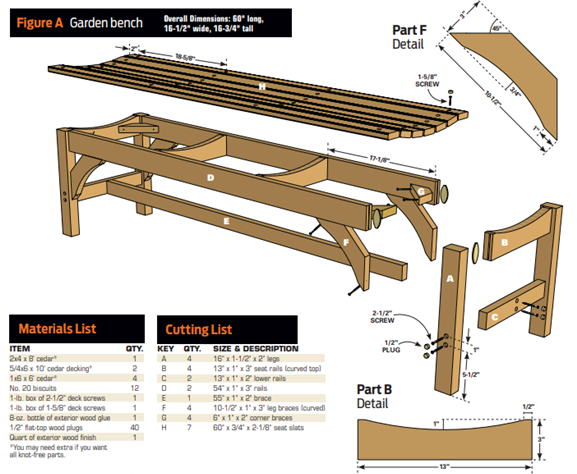 Figure A Garden bench
Overall Dimensions: 60" long,
16-1/2" wide, 16-3/4" tall
Part F
Detail
3"
45°
10-1/2"
3/4"
1"
2"
18-5/8"
H
1-5/8"
SCREW
17-1/8"
D
G
E
F
B
A
C
2-1/2"
SCREW
1/2"
PLUG
1"
5-1/2"
Materials List
ITEM QTY.
2x4 x 8' cedar* 1
5/4x6 x 10' cedar decking* 2
1x6 x 6' cedar* 4
No. 20 biscuits 12
1-lb. box of 2-1/2" deck screws 1
1-lb. box of 1-5/8" deck screws 1
8-oz. bottle of exterior wood glue 1
1/2" flat-top wood plugs 40
Quart of exterior wood finish 1
*You may need extra if you want
all knot-free parts.
Cutting List
KEY QTY. SIZE & DESCRIPTION
A 4 16" x 1-1/2" x 2" legs
B 4 13" x 1" x 3" seat rails (curved top)
C 2 13" x 1" x 2" lower rails
D 2 54" x 1" x 3" rails
E 1 55" x 1" x 2" brace
F 4 10-1/2" x 1" x 3" leg braces (curved)
G 4 6" x 1" x 2" corner braces
H 7 60" x 3/4" x 2-1/8" seat slats
Part B
Detail
1/2"
1"
3"
13"